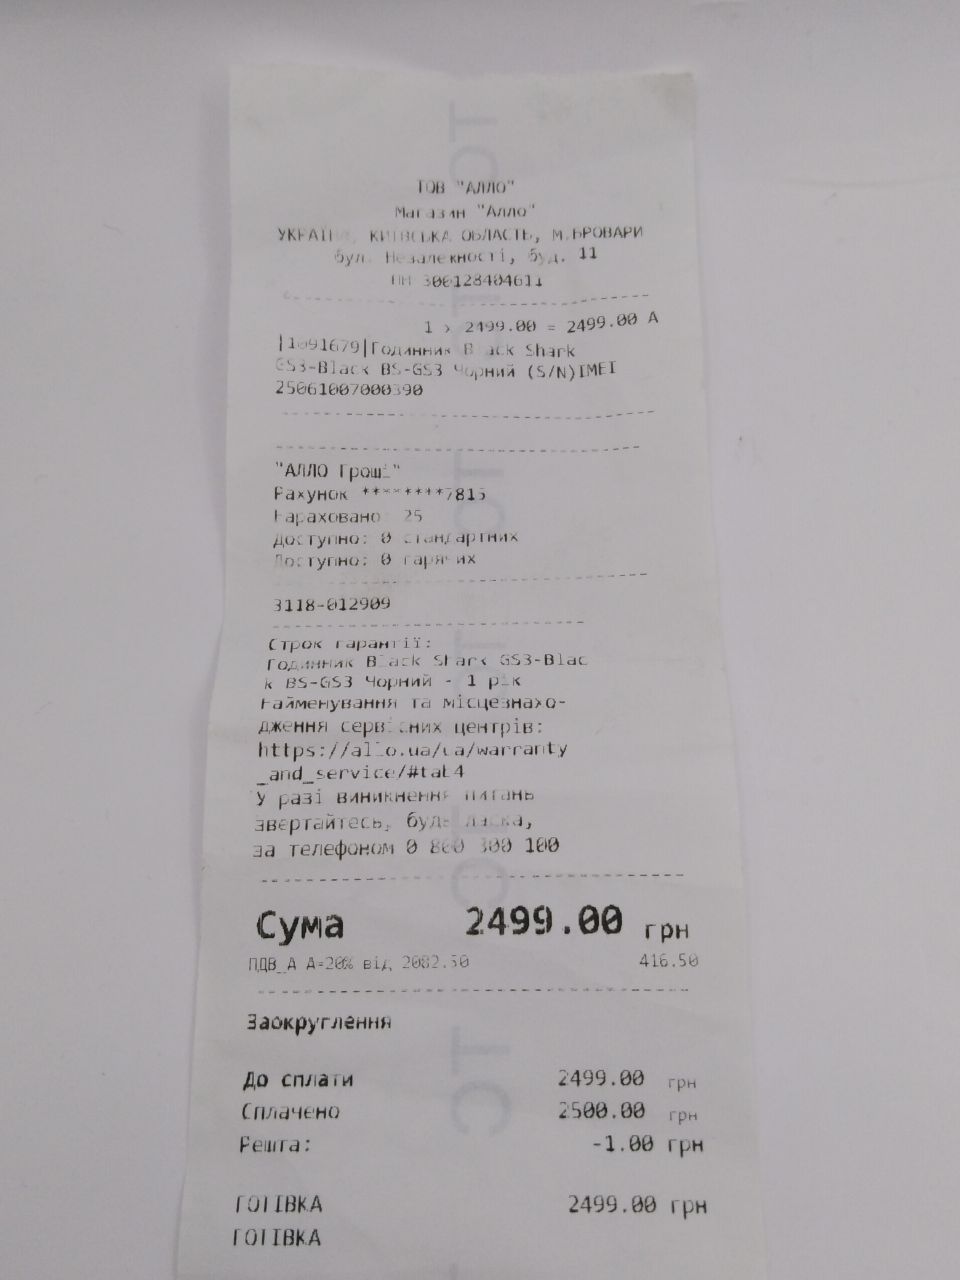 ТОВ "АЛЛО"
Магазин "Алло"
УКРАЇНА, КИЇВСЬКА ОБЛАСТЬ, М.БРОВАРИ
бул. Незалежності, буд. 11
ПН 306128404611
1 x 2499.00 = 2499.00 А
|1091679|Годинник Black Shark
GS3-Black BS-GS3 Чорний (S/N)IMEI
25061007000390
"АЛЛО Гроші"
Рахунок ********7815
Нараховано: 25
Доступно: 0 стандартних
Доступно: 0 гарячих
3118-012909
Строк гарантії:
Годинник Black Shark GS3-Blac
k BS-GS3 Чорний - 1 рік
Найменування та місцезнахо-
дження сервісних центрів:
https://allo.ua/ua/warranty
_and_service/#tab4
У разі виникнення питань
звертайтесь, будь ласка,
за телефоном 0 800 300 100
Сума 2499.00 грн
ПДВ_А А=20% від 2082.50 416.50
Заокруглення
До сплати 2499.00 грн
Сплачено 2500.00 грн
Решта: -1.00 грн
ГОТІВКА 2499.00 грн
ГОТІВКА